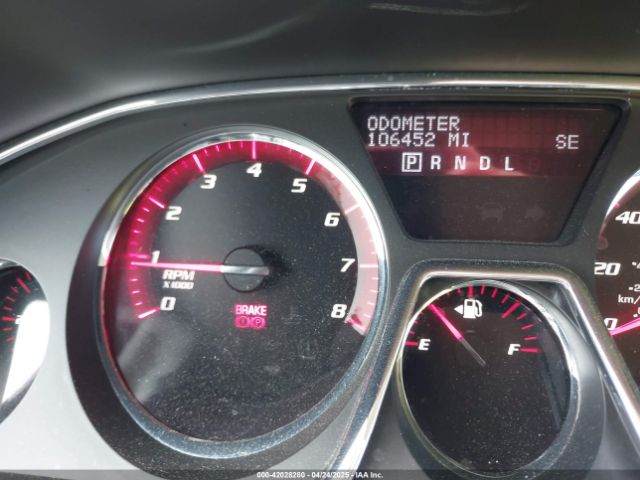 ODOMETER
106452 MI SE
P R N D L
0 1 2 3 4 5 6 7 8
RPM
X1000
BRAKE
E F
40
20
km/
0
000-42028280 - 04/24/2025 - IAA Inc.